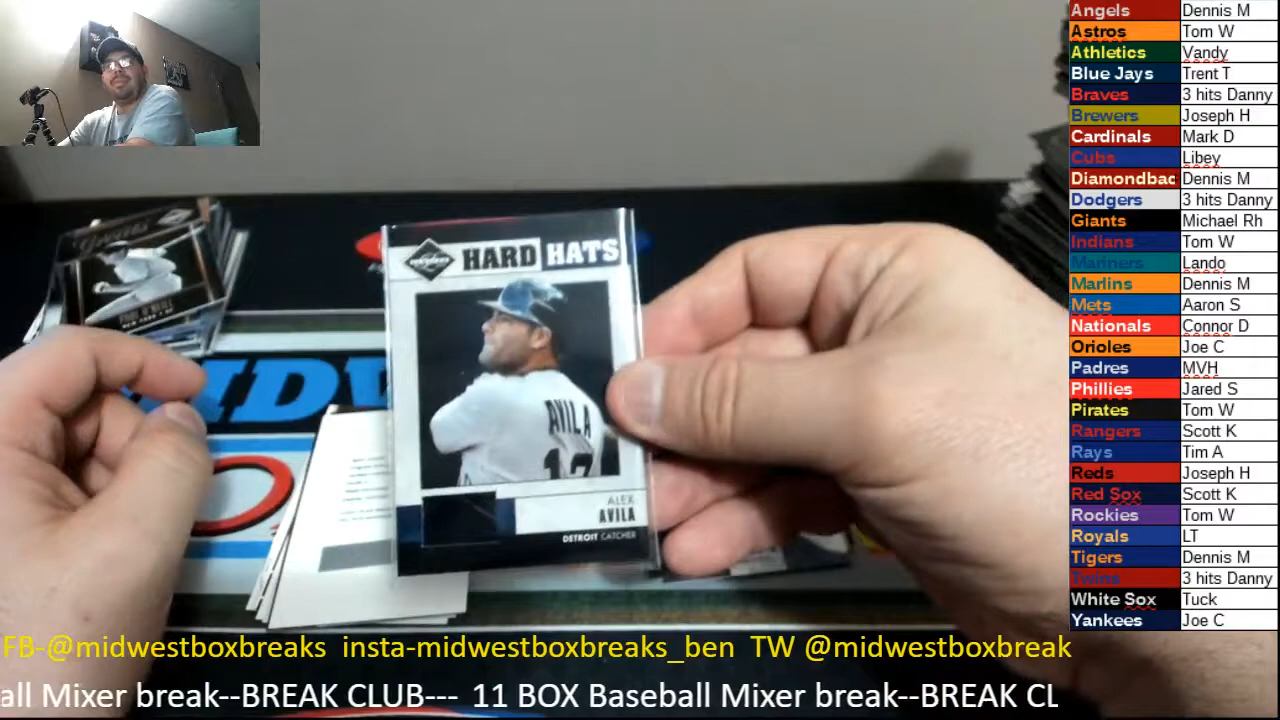 Angels Dennis M
Astros Tom W
Athletics Vandy
Blue Jays Trent T
Braves 3 hits Danny
Brewers Joseph H
Cardinals Mark D
Cubs Libey
Diamondbac Dennis M
Dodgers 3 hits Danny
Giants Michael Rh
Indians Tom W
Mariners Lando
Marlins Dennis M
Mets Aaron S
Nationals Connor D
Orioles Joe C
Padres MVH
Phillies Jared S
Pirates Tom W
Rangers Scott K
Rays Tim A
Reds Joseph H
Red Sox Scott K
Rockies Tom W
Royals LT
Tigers Dennis M
Twins 3 hits Danny
White Sox Tuck
Yankees Joe C
HARD HATS
AVILA
ALEX
AVILA
DETROIT CATCHER
MIDW
FB-@midwestboxbreaks insta-midwestboxbreaks_ben TW @midwestboxbreak
all Mixer break--BREAK CLUB--- 11 BOX Baseball Mixer break--BREAK CL